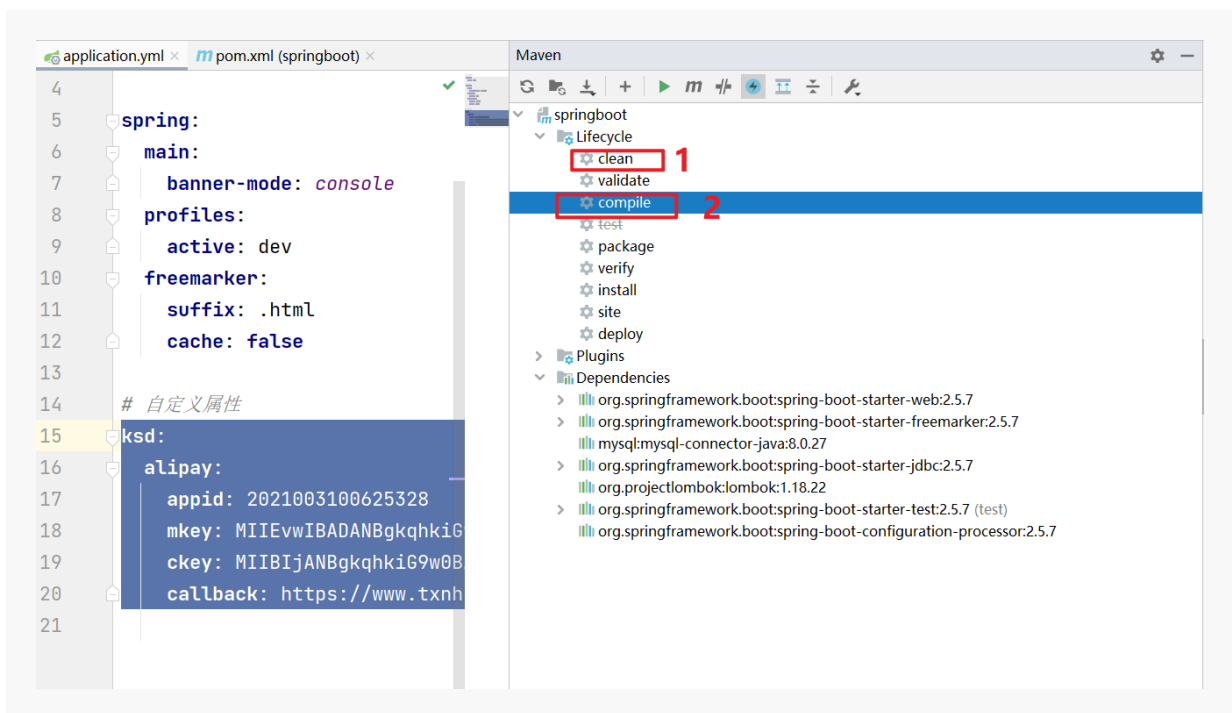 application.yml
pom.xml (springboot)
4
5 spring:
6 main:
7 banner-mode: console
8 profiles:
9 active: dev
10 freemarker:
11 suffix: .html
12 cache: false
13
14 # 自定义属性
15 ksd:
16 alipay:
17 appid: 2021003100625328
18 mkey: MIIEvwIBADANBgkqhkiG
19 ckey: MIIBIjANBgkqhkiG9w0B
20 callback: https://www.txnh
21
Maven
springboot
Lifecycle
clean 1
validate
compile 2
test
package
verify
install
site
deploy
Plugins
Dependencies
org.springframework.boot:spring-boot-starter-web:2.5.7
org.springframework.boot:spring-boot-starter-freemarker:2.5.7
mysql:mysql-connector-java:8.0.27
org.springframework.boot:spring-boot-starter-jdbc:2.5.7
org.projectlombok:lombok:1.18.22
org.springframework.boot:spring-boot-starter-test:2.5.7 (test)
org.springframework.boot:spring-boot-configuration-processor:2.5.7